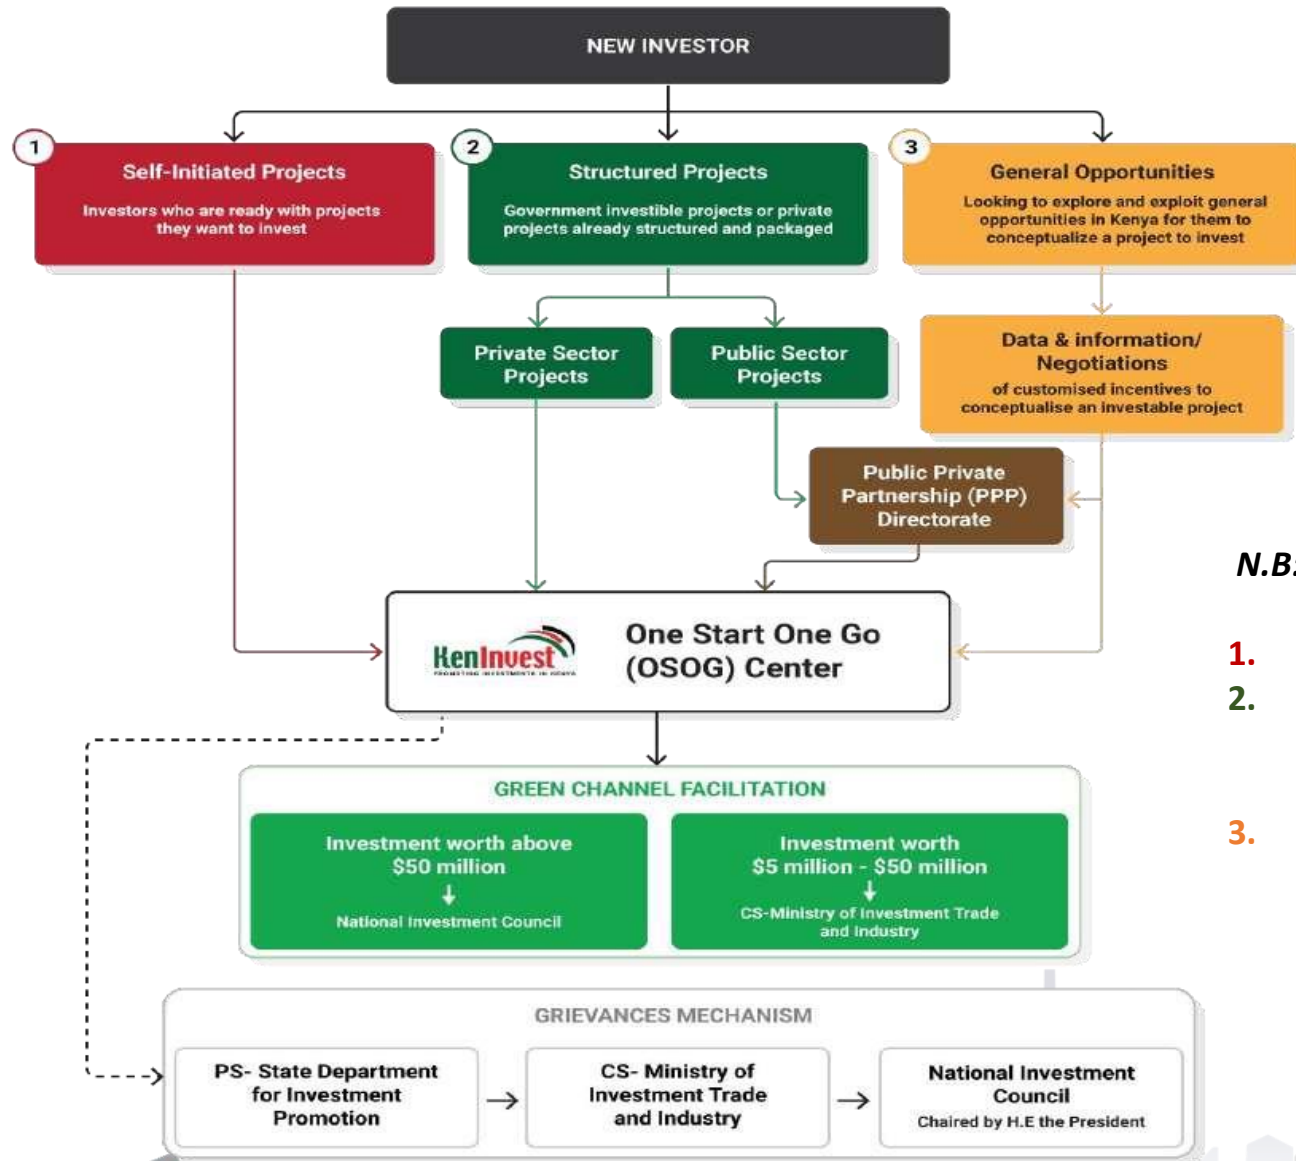 NEW INVESTOR
1
Self-Initiated Projects
Investors who are ready with projects
they want to invest
2
Structured Projects
Government investible projects or private
projects already structured and packaged
3
General Opportunities
Looking to explore and exploit general
opportunities in Kenya for them to
conceptualize a project to invest
Private Sector
Projects
Public Sector
Projects
Data & information/
Negotiations
of customised incentives to
conceptualise an investable project
Public Private
Partnership (PPP)
Directorate
N.B:
KenInvest
PROMOTING INVESTMENTS IN KENYA
One Start One Go
(OSOG) Center
1.
2.
3.
GREEN CHANNEL FACILITATION
Investment worth above
$50 million
National Investment Council
Investment worth
$5 million - $50 million
CS-Ministry of Investment Trade
and Industry
GRIEVANCES MECHANISM
PS- State Department
for Investment
Promotion
CS- Ministry of
Investment Trade
and Industry
National Investment
Council
Chaired by H.E the President